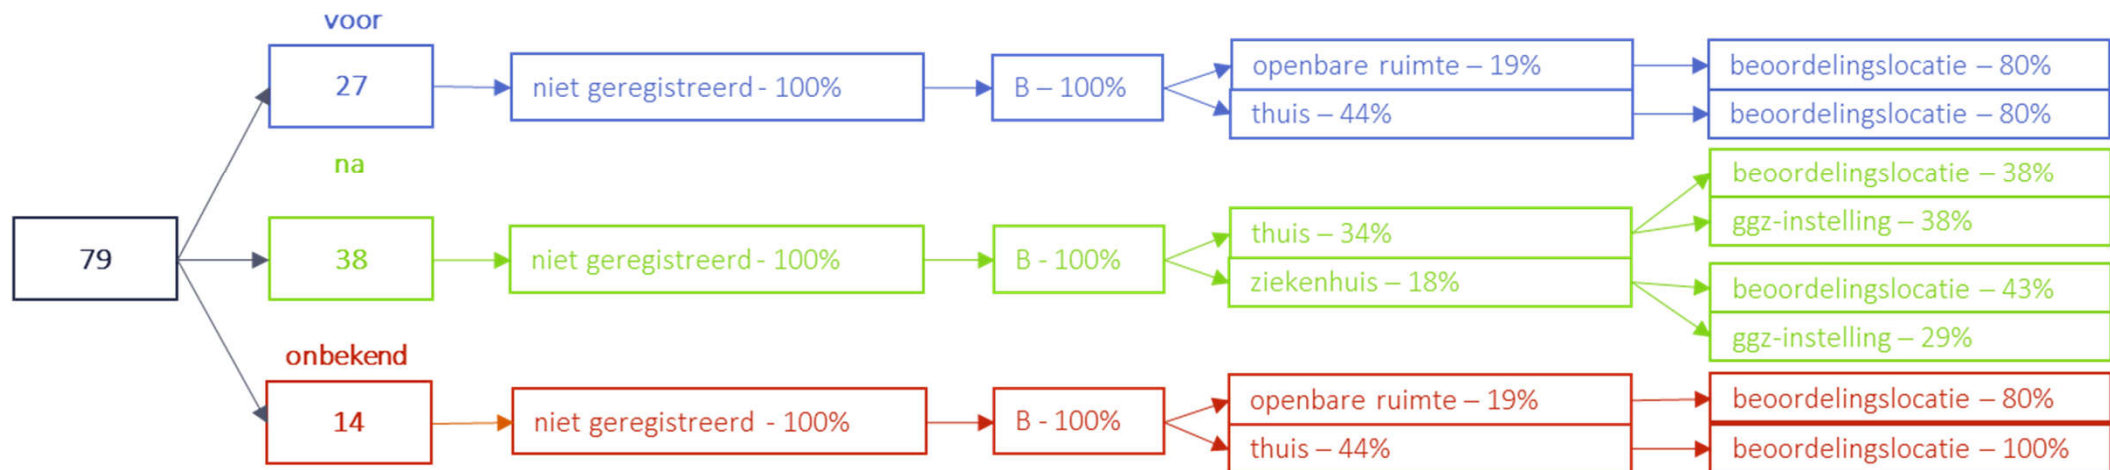 voor
27
niet geregistreerd - 100%
B – 100%
openbare ruimte – 19%
beoordelingslocatie – 80%
thuis – 44%
beoordelingslocatie – 80%
na
79
38
niet geregistreerd - 100%
B - 100%
thuis – 34%
beoordelingslocatie – 38%
ggz-instelling – 38%
ziekenhuis – 18%
beoordelingslocatie – 43%
ggz-instelling – 29%
onbekend
14
niet geregistreerd - 100%
B - 100%
openbare ruimte – 19%
beoordelingslocatie – 80%
thuis – 44%
beoordelingslocatie – 100%